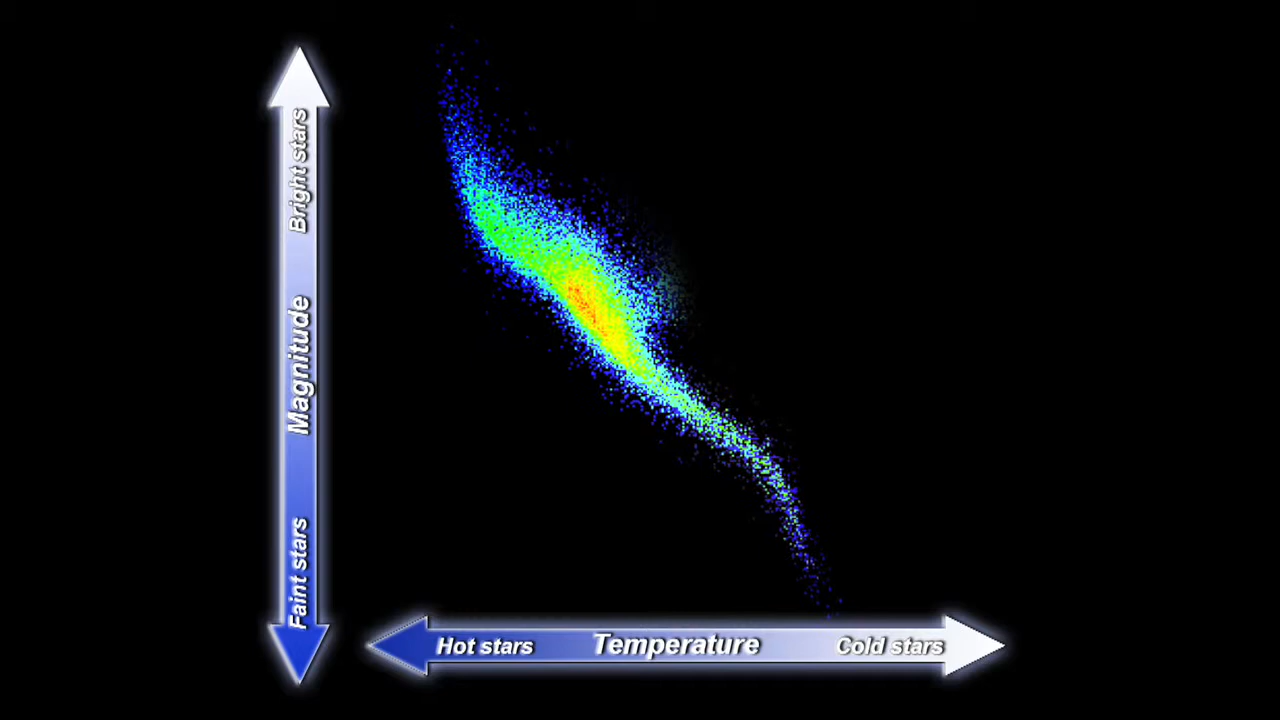 Bright stars
Magnitude
Faint stars
Hot stars
Temperature
Cold stars